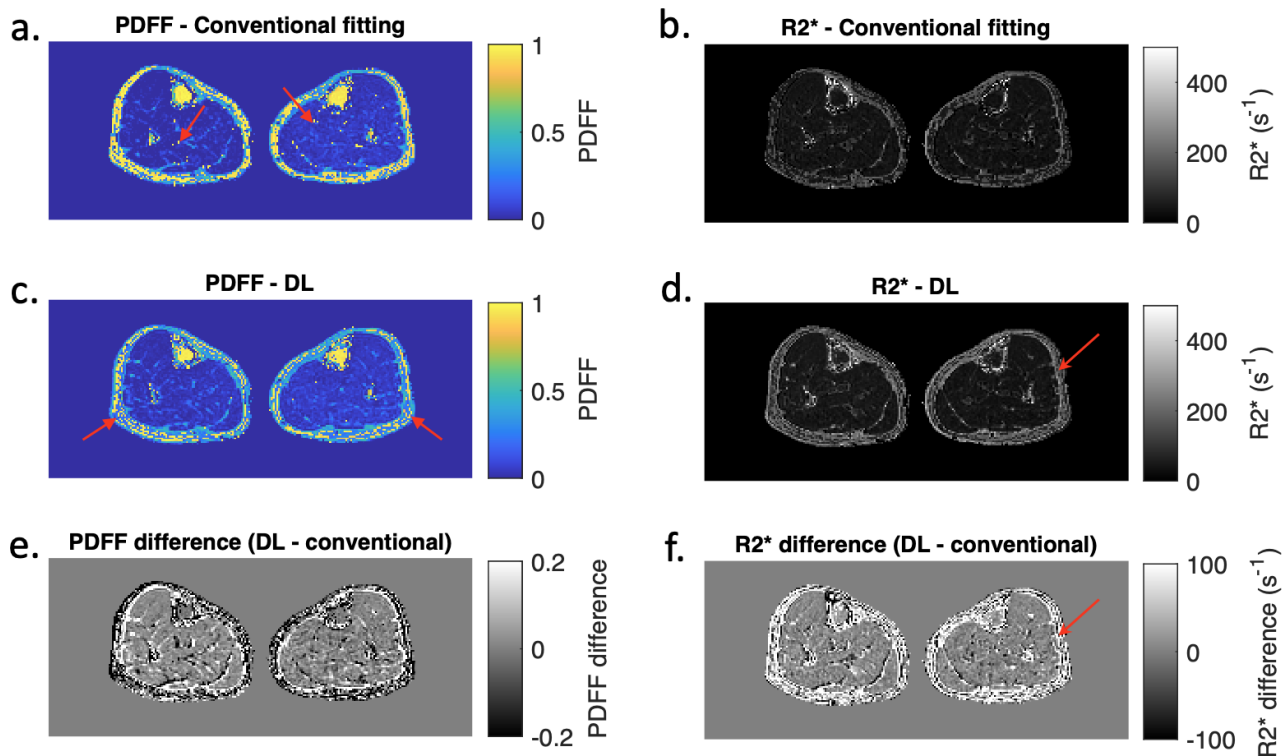 a.
PDFF - Conventional fitting
1
0.5
0
PDFF
b.
R2* - Conventional fitting
400
200
0
R2* (s⁻¹)
c.
PDFF - DL
1
0.5
0
PDFF
d.
R2* - DL
400
200
0
R2* (s⁻¹)
e.
PDFF difference (DL - conventional)
0.2
0
-0.2
PDFF difference
f.
R2* difference (DL - conventional)
100
0
-100
R2* difference (s⁻¹)